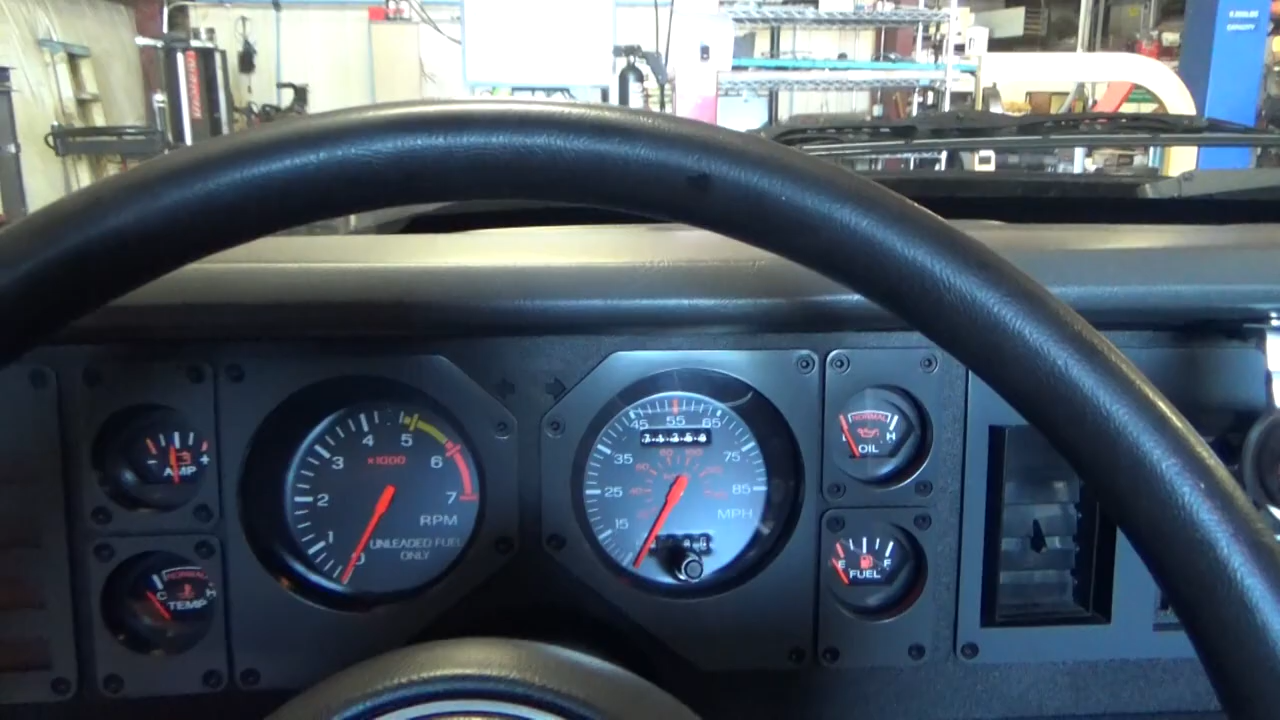 - +
AMP
NORMAL
C H
TEMP
0 1 2 3 4 5 6 7
x1000
RPM
UNLEADED FUEL
ONLY
15 25 35 45 55 65 75 85
MPH
NORMAL
L H
OIL
E F
FUEL
CAPACITY